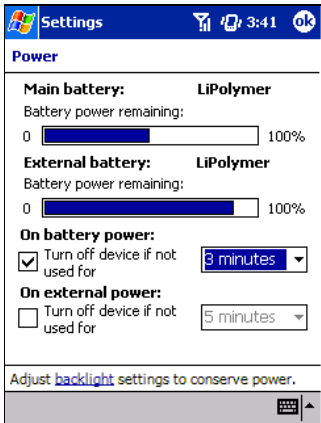 Settings 3:41 ok
Power
Main battery: LiPolymer
Battery power remaining:
0 100%
External battery: LiPolymer
Battery power remaining:
0 100%
On battery power:
Turn off device if not
used for
3 minutes
On external power:
Turn off device if not
used for
5 minutes
Adjust backlight settings to conserve power.